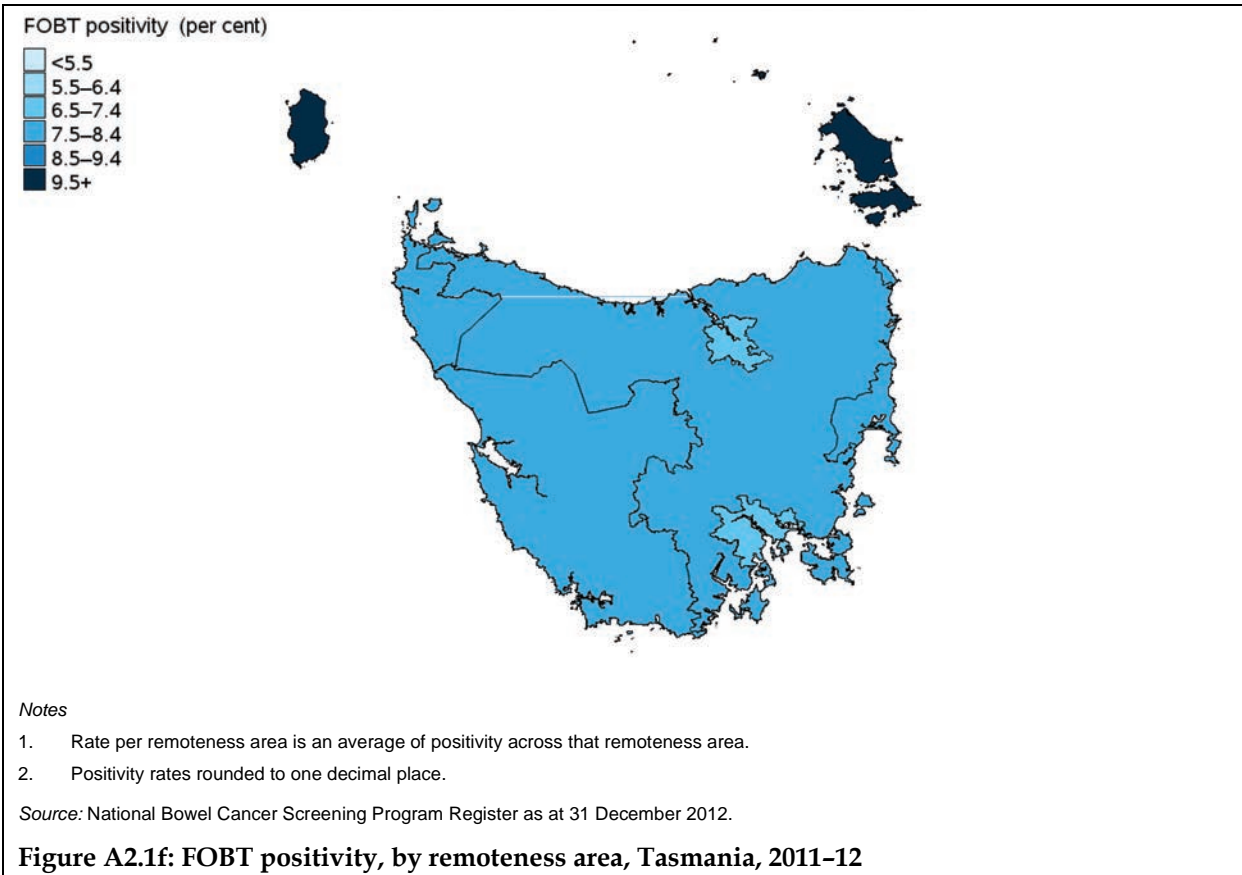 FOBT positivity (per cent)
<5.5
5.5–6.4
6.5–7.4
7.5–8.4
8.5–9.4
9.5+
Notes
1. Rate per remoteness area is an average of positivity across that remoteness area.
2. Positivity rates rounded to one decimal place.
Source: National Bowel Cancer Screening Program Register as at 31 December 2012.
Figure A2.1f: FOBT positivity, by remoteness area, Tasmania, 2011–12